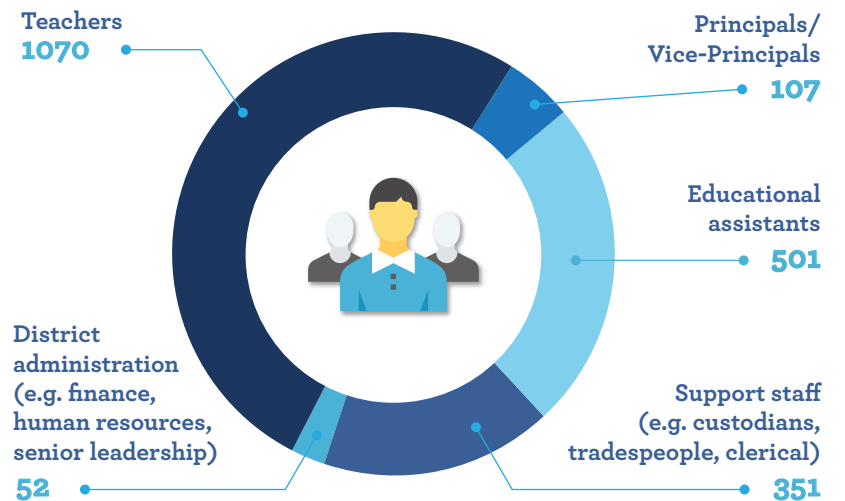 Teachers
1070
Principals/
Vice-Principals
107
Educational
assistants
501
District
administration
(e.g. finance,
human resources,
senior leadership)
52
Support staff
(e.g. custodians,
tradespeople, clerical)
351